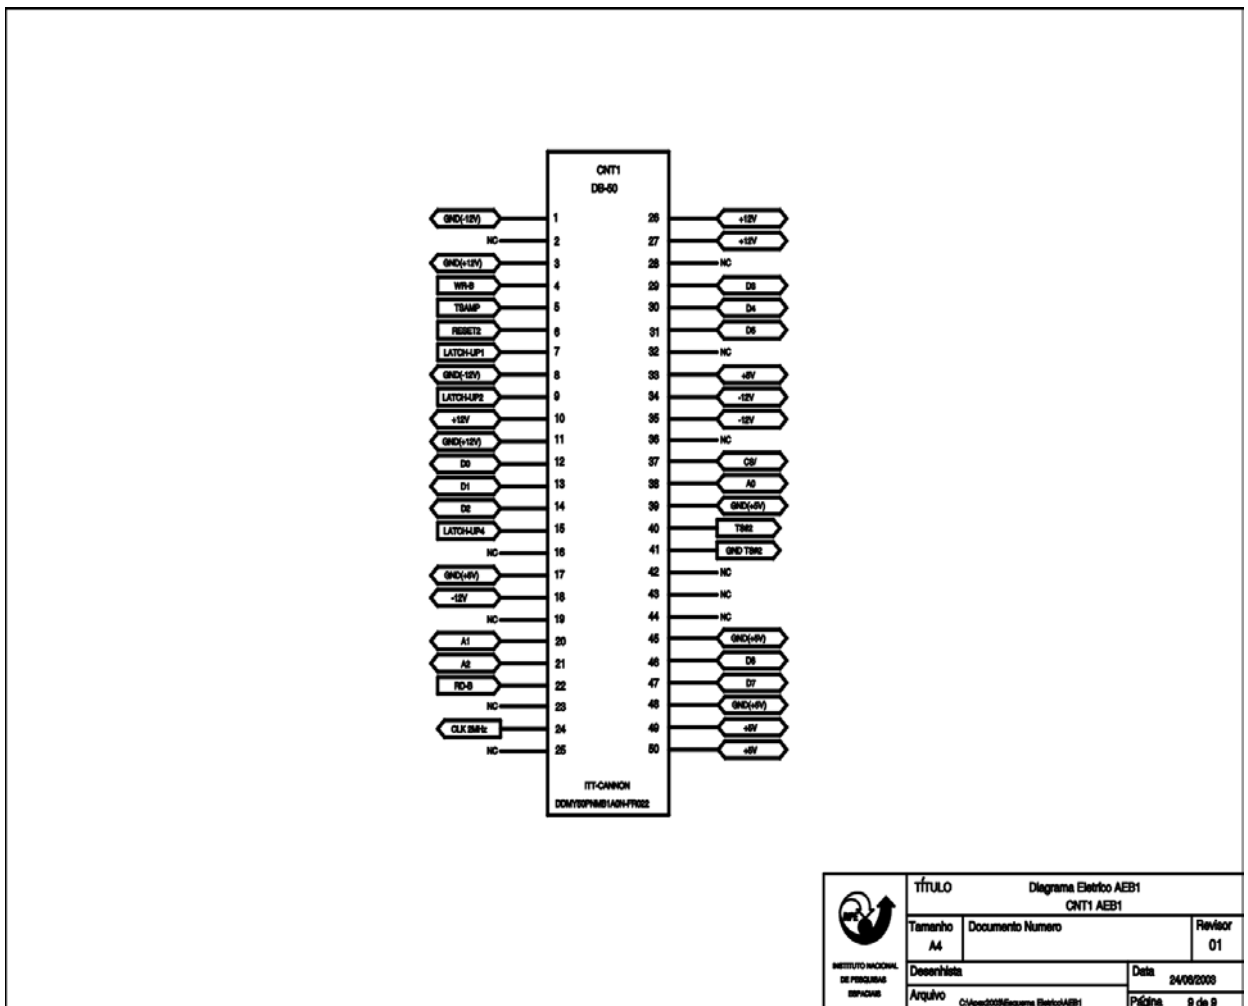 CNT1
DB-50
GND(-12V) 1
NC 2
GND(+12V) 3
WR-B 4
TSAMP 5
RESET2 6
LATCH-UP1 7
GND(-12V) 8
LATCH-UP2 9
+12V 10
GND(+12V) 11
D0 12
D1 13
D2 14
LATCH-UP4 15
NC 16
GND(+5V) 17
-12V 18
NC 19
A1 20
A2 21
RD-B 22
NC 23
CLK 2MHz 24
NC 25
26 +12V
27 +12V
28 NC
29 D3
30 D4
31 D5
32 NC
33 +5V
34 -12V
35 -12V
36 NC
37 CS/
38 A0
39 GND(+5V)
40 TS#2
41 GND TS#2
42 NC
43 NC
44 NC
45 GND(+5V)
46 D6
47 D7
48 GND(+5V)
49 +5V
50 +5V
ITT-CANNON
DDMY50PNMB1A0N-FR022
INPE
INSTITUTO NACIONAL
DE PESQUISAS
ESPACIAIS
TÍTULO
Diagrama Eletrico AEB1
CNT1 AEB1
Tamanho
A4
Documento Numero
Revisor
01
Desenhista
Data 24/06/2003
Arquivo
Página 9 de 9